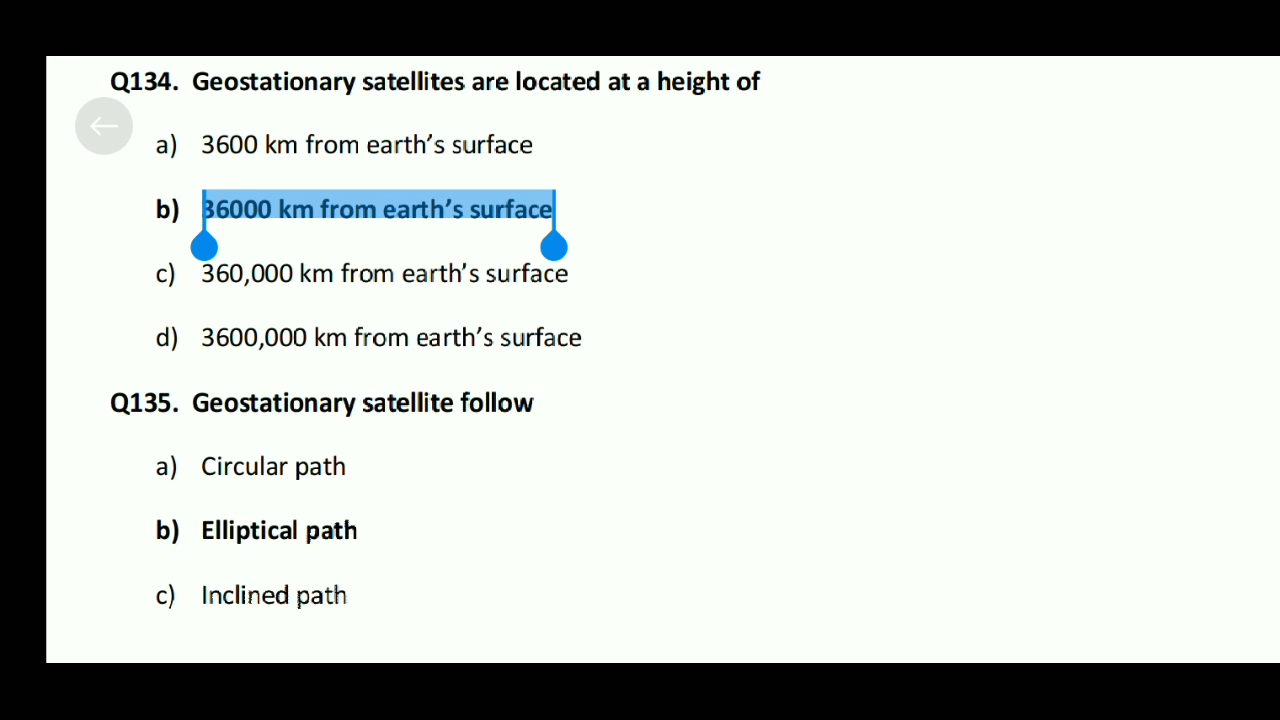 Q134. Geostationary satellites are located at a height of
a) 3600 km from earth’s surface
b) 36000 km from earth’s surface
c) 360,000 km from earth’s surface
d) 3600,000 km from earth’s surface
Q135. Geostationary satellite follow
a) Circular path
b) Elliptical path
c) Inclined path